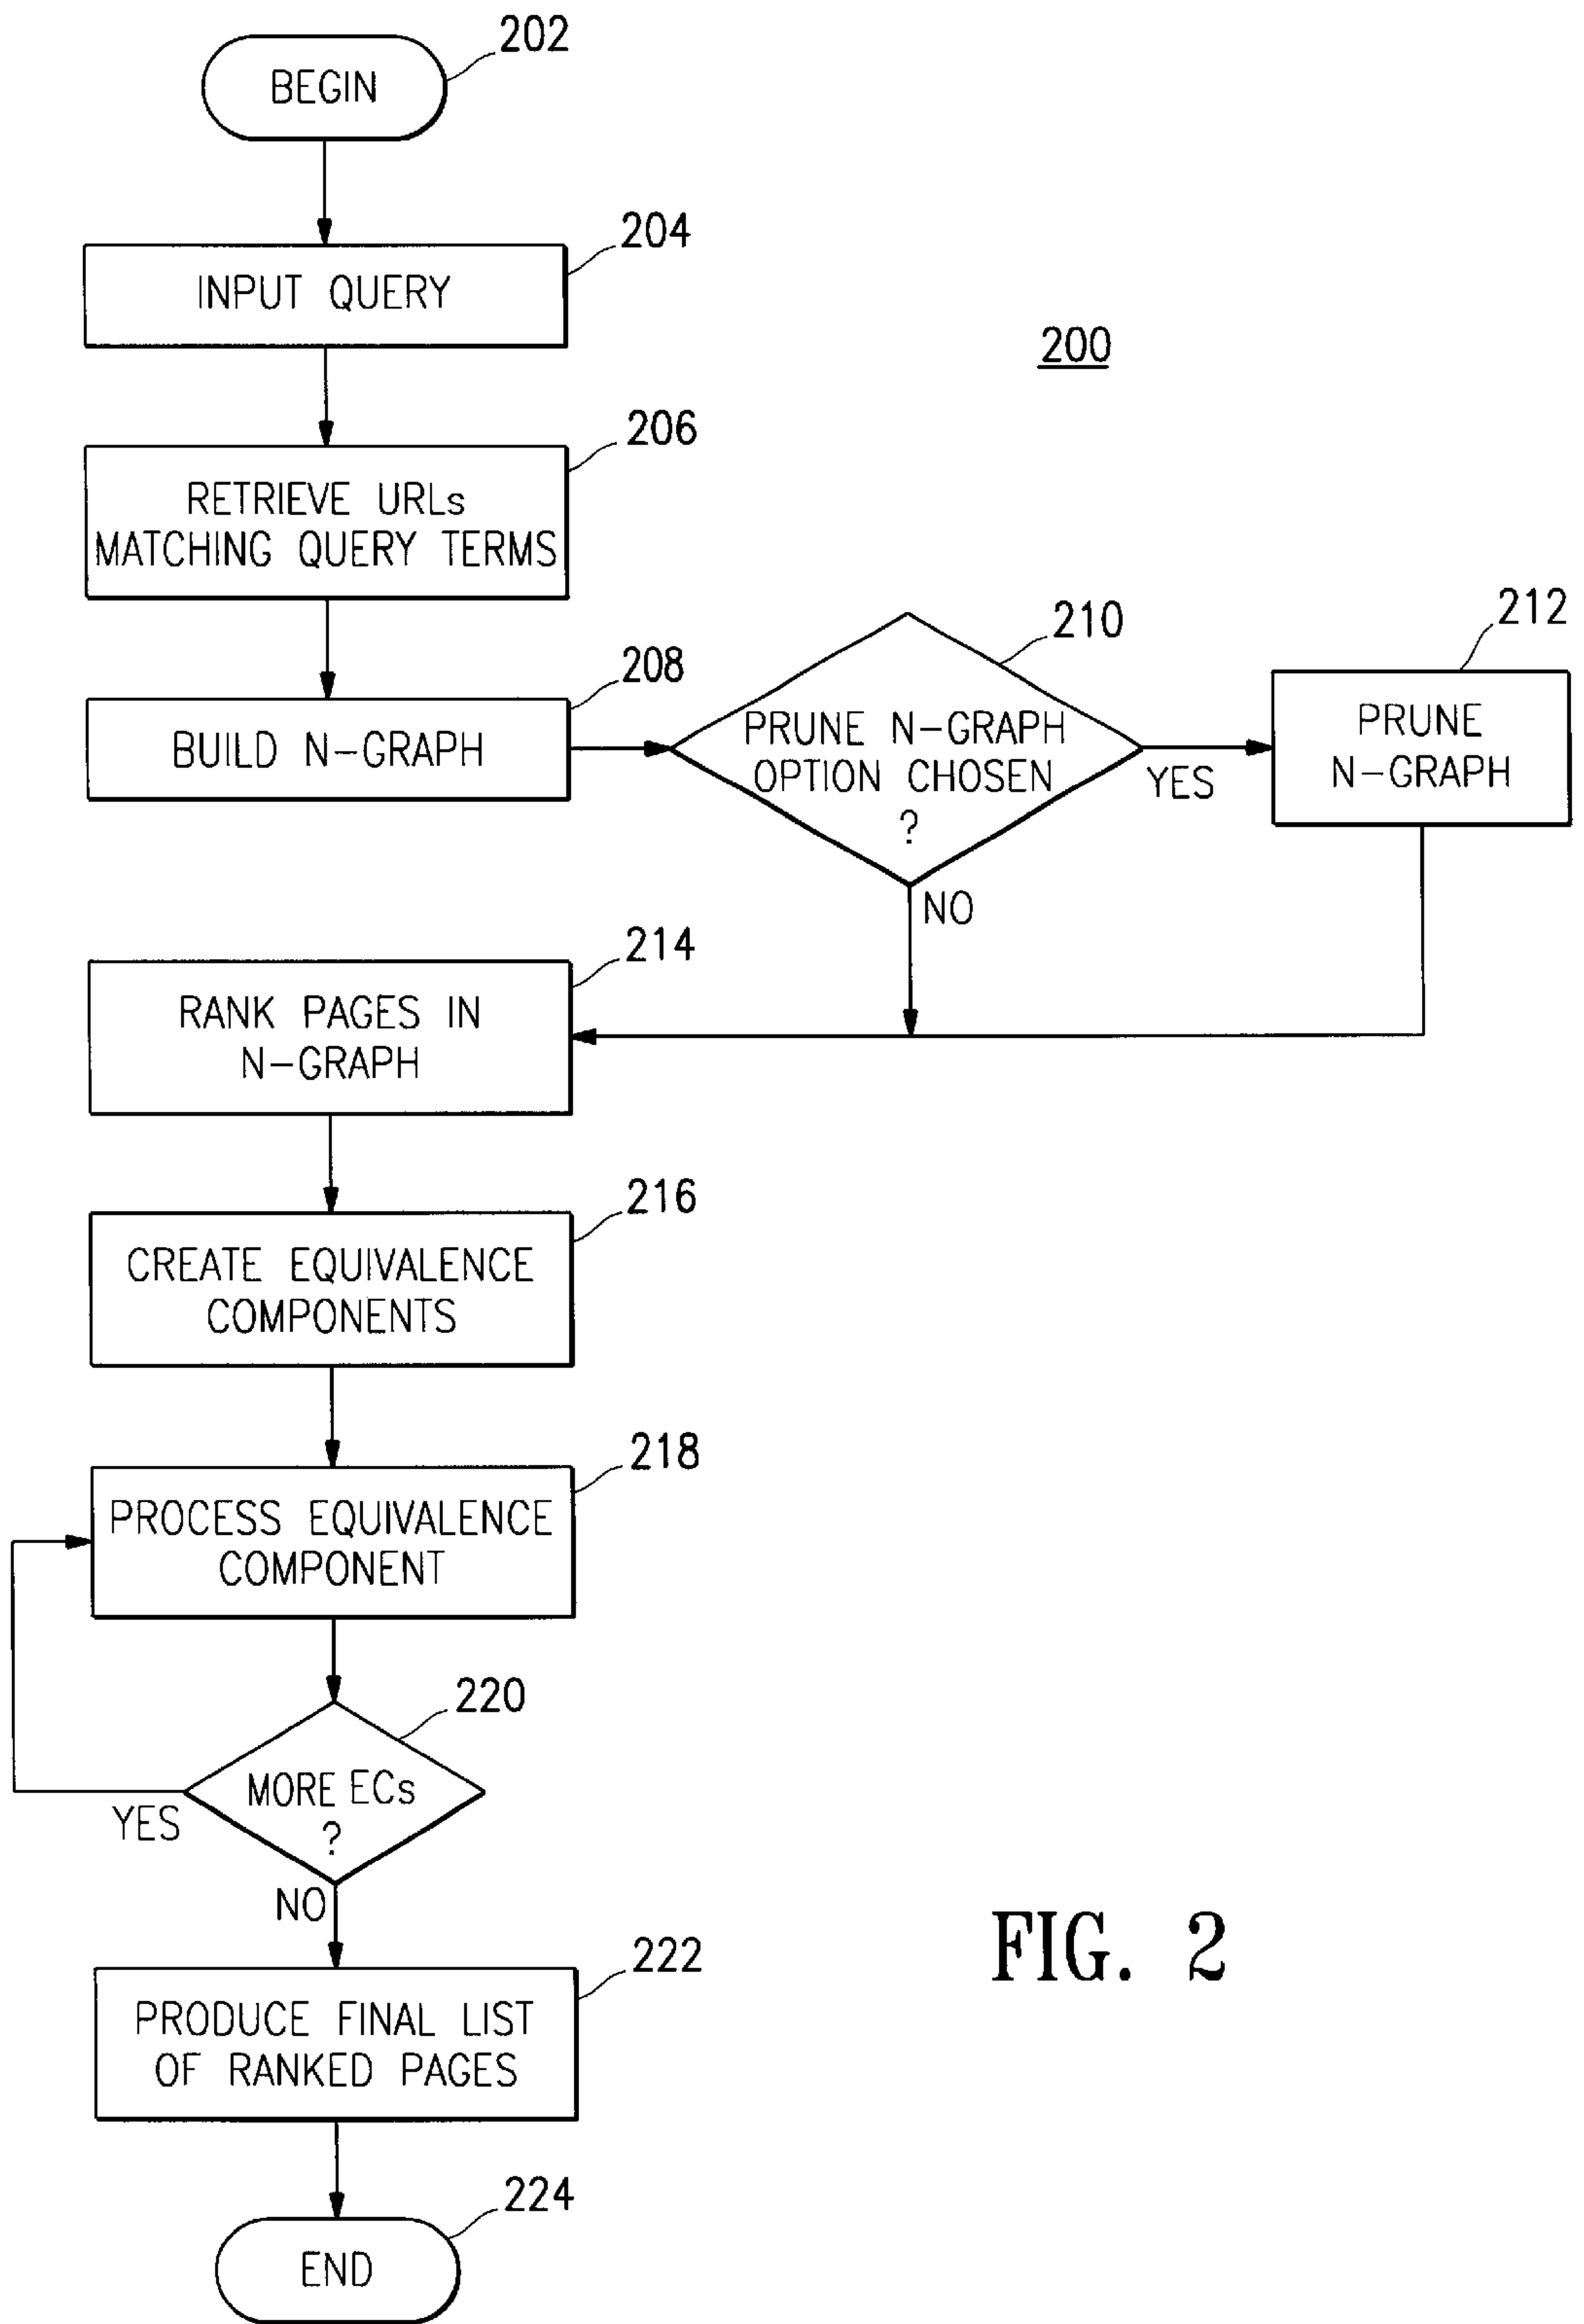 202
BEGIN
204
INPUT QUERY
200
206
RETRIEVE URLs
MATCHING QUERY TERMS
208
BUILD N-GRAPH
210
PRUNE N-GRAPH
OPTION CHOSEN
?
YES
NO
212
PRUNE
N-GRAPH
214
RANK PAGES IN
N-GRAPH
216
CREATE EQUIVALENCE
COMPONENTS
218
PROCESS EQUIVALENCE
COMPONENT
220
MORE ECs
?
YES
NO
222
PRODUCE FINAL LIST
OF RANKED PAGES
224
END
FIG. 2